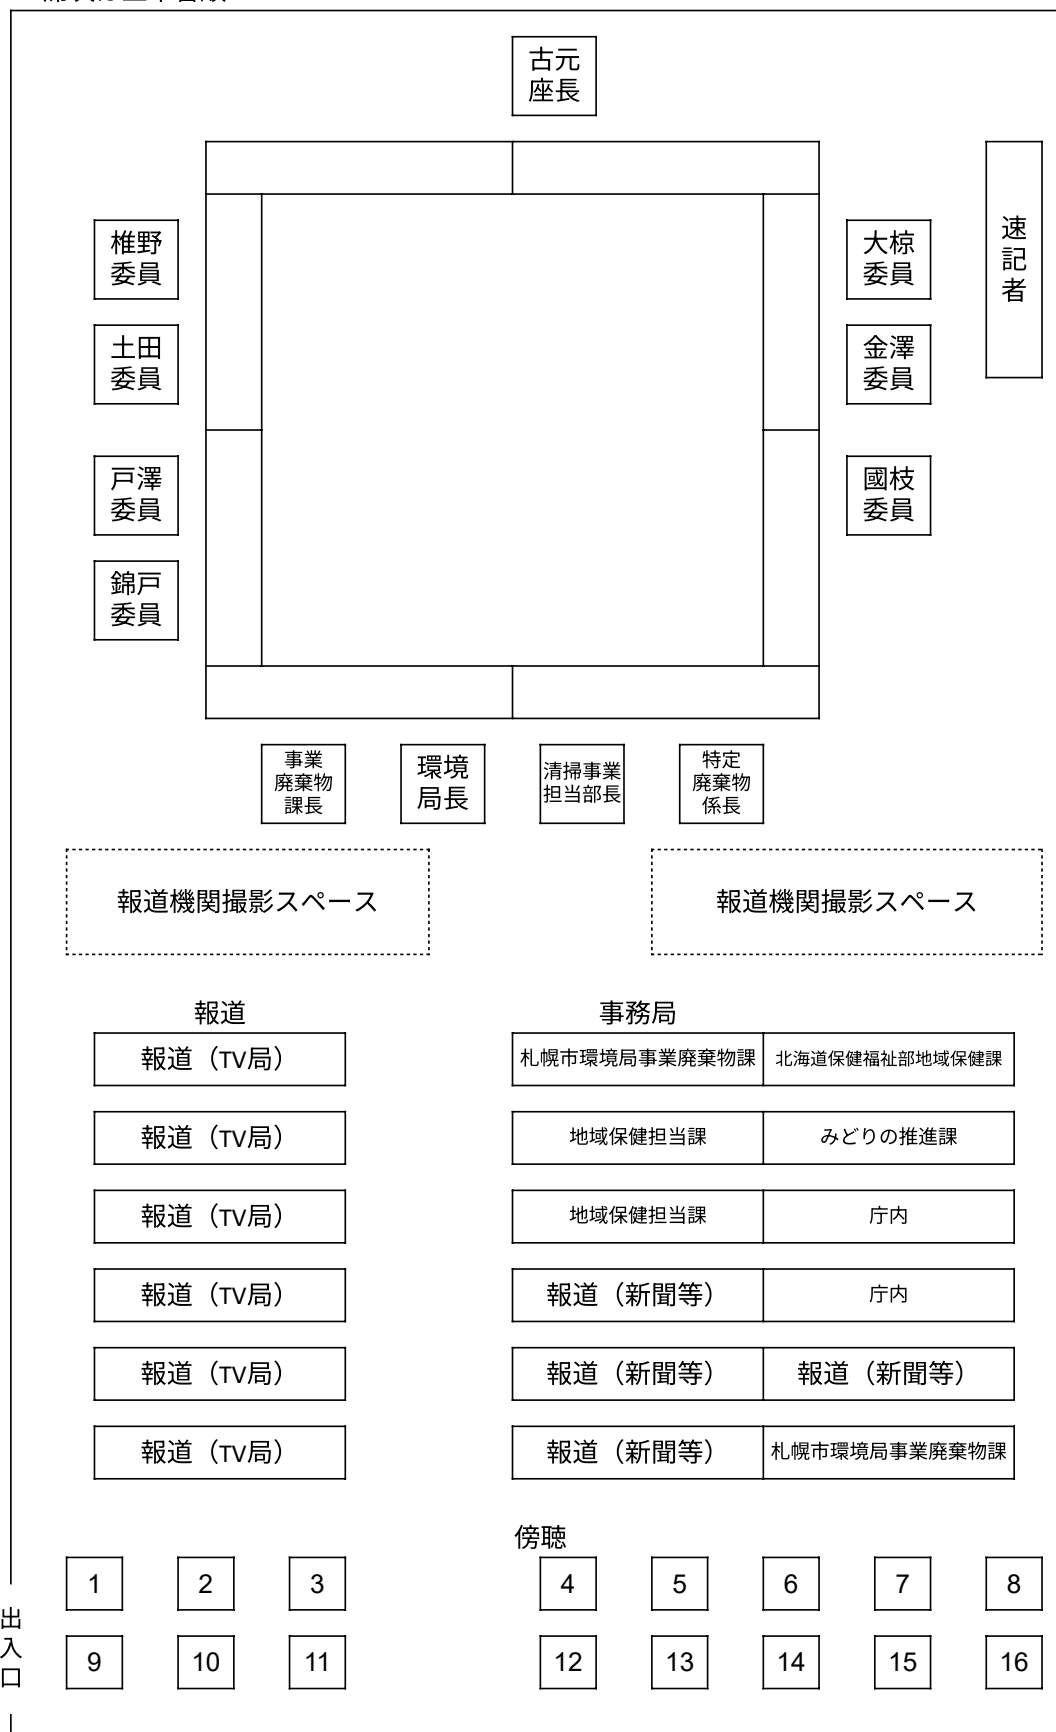 古元
座長
椎野
委員
大椋
委員
速記者
土田
委員
金澤
委員
戸澤
委員
國枝
委員
錦戸
委員
事業
廃棄物
課長
環境
局長
清掃事業
担当部長
特定
廃棄物
係長
報道機関撮影スペース
報道機関撮影スペース
報道
事務局
報道（TV局）
札幌市環境局事業廃棄物課
北海道保健福祉部地域保健課
報道（TV局）
地域保健担当課
みどりの推進課
報道（TV局）
地域保健担当課
庁内
報道（TV局）
報道（新聞等）
庁内
報道（TV局）
報道（新聞等）
報道（新聞等）
報道（TV局）
報道（新聞等）
札幌市環境局事業廃棄物課
傍聴
1 2 3 4 5 6 7 8
出入口
9 10 11 12 13 14 15 16